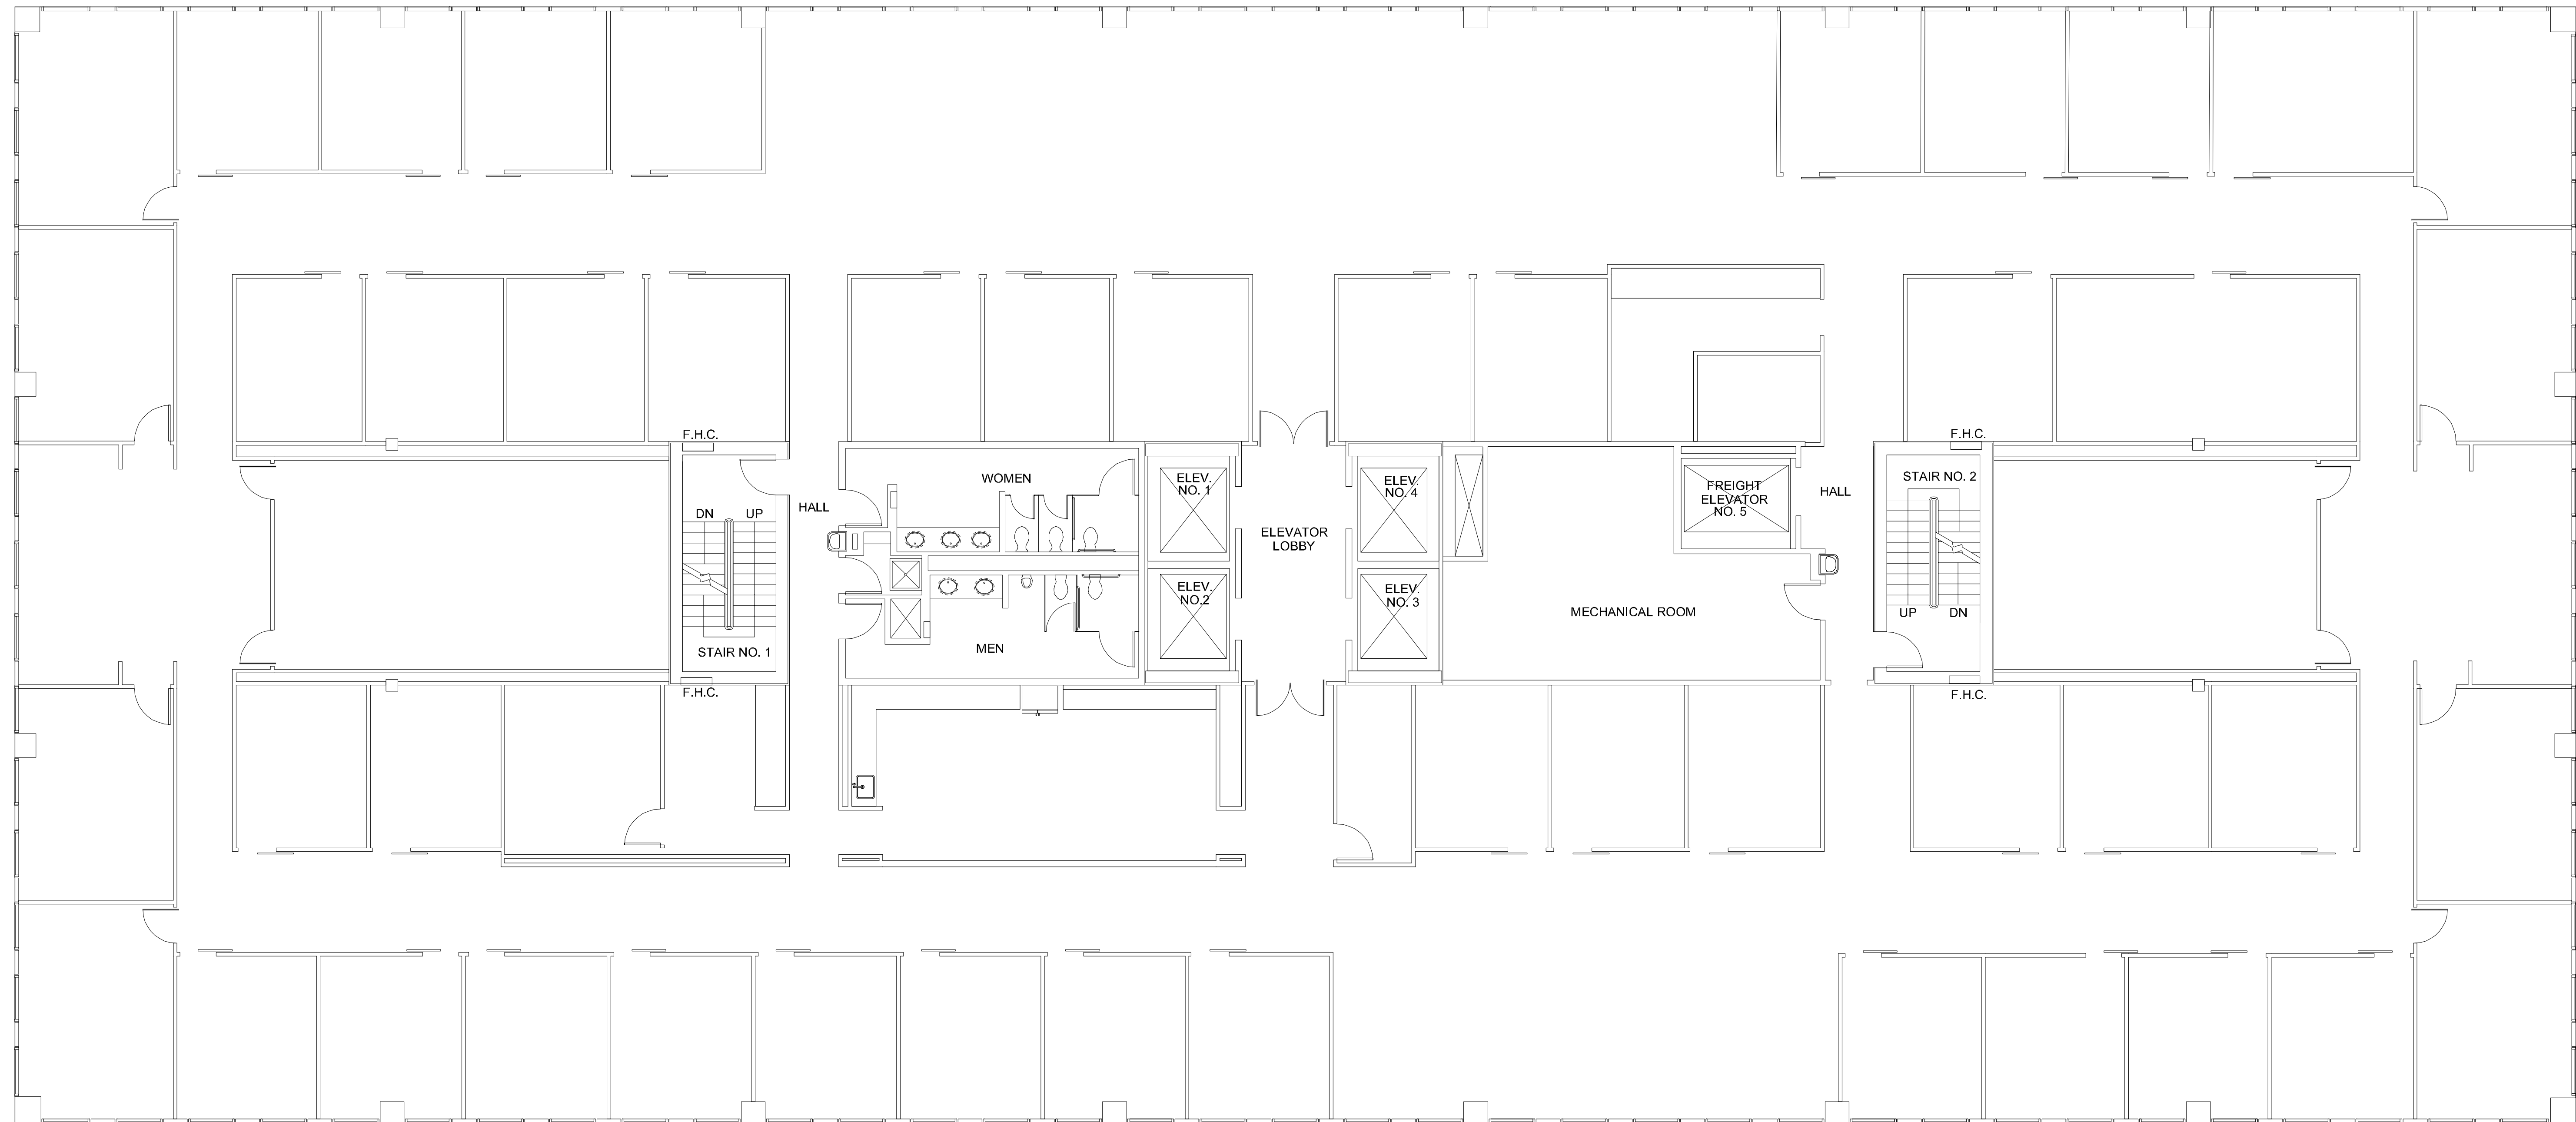 F.H.C.
F.H.C.
WOMEN
ELEV.
NO. 1
ELEV.
NO. 4
FREIGHT
ELEVATOR
NO. 5
STAIR NO. 2
HALL
HALL
DN
UP
ELEVATOR
LOBBY
ELEV.
NO.2
ELEV.
NO. 3
MECHANICAL ROOM
UP
DN
STAIR NO. 1
MEN
F.H.C.
F.H.C.